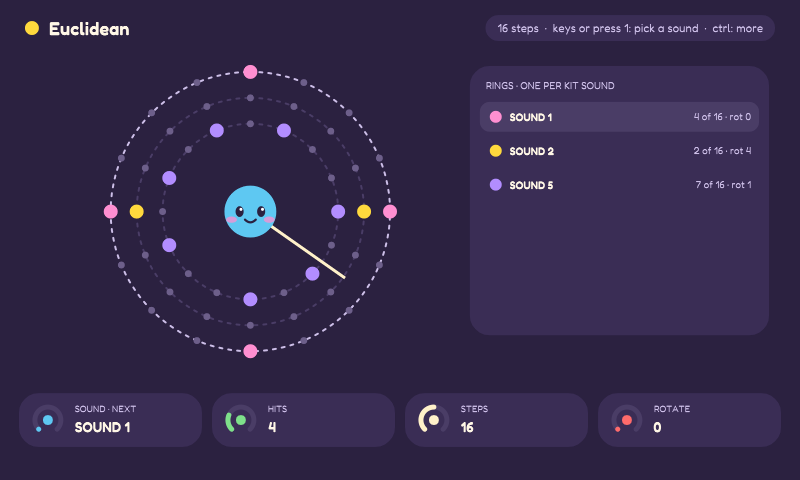 Euclidean
16 steps · keys or press 1: pick a sound · ctrl: more
RINGS · ONE PER KIT SOUND
SOUND 1 4 of 16 · rot 0
SOUND 2 2 of 16 · rot 4
SOUND 5 7 of 16 · rot 1
SOUND · NEXT
SOUND 1
HITS
4
STEPS
16
ROTATE
0